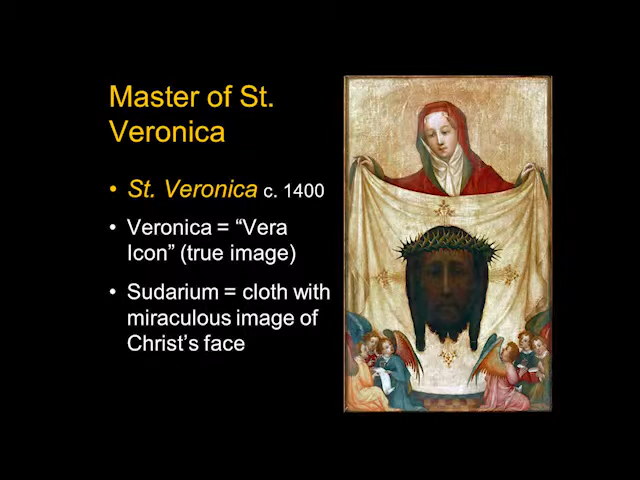 Master of St.
Veronica
• St. Veronica c. 1400
• Veronica = “Vera
Icon” (true image)
• Sudarium = cloth with
miraculous image of
Christ’s face